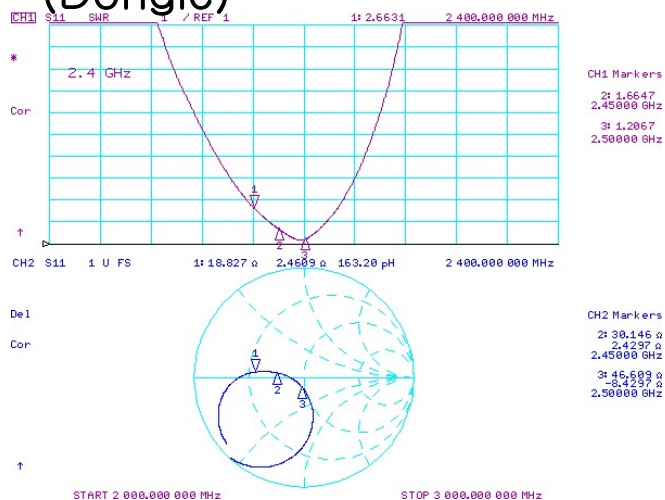 (Dongle)
CH1 S11 SWR 1 / REF 1 1: 2.6631 2 400.000 000 MHz
*
2.4 GHz
CH1 Markers
Cor
2: 1.6647
2.45000 GHz
3: 1.2067
2.50000 GHz
1
↑
2
3
CH2 S11 1 U FS 1: 18.827 Ω 2.4609 Ω 163.20 pH 2 400.000 000 MHz
Del
CH2 Markers
Cor
2: 30.146 Ω
2.4297 Ω
2.45000 GHz
1
2
3: 46.609 Ω
-8.4297 Ω
2.50000 GHz
3
↑
START 2 000.000 000 MHz STOP 3 000.000 000 MHz